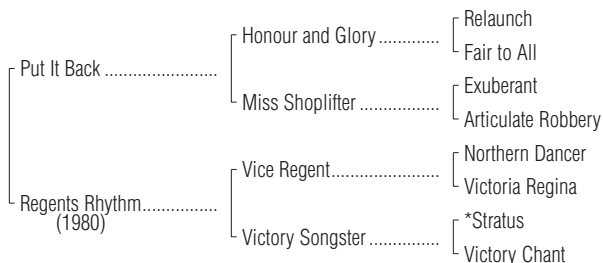 Relaunch
Honour and Glory .............
Fair to All
Put It Back ........................
Exuberant
Miss Shoplifter .................
Articulate Robbery
Northern Dancer
Vice Regent.......................
Victoria Regina
Regents Rhythm................
(1980)
*Stratus
Victory Songster ...............
Victory Chant